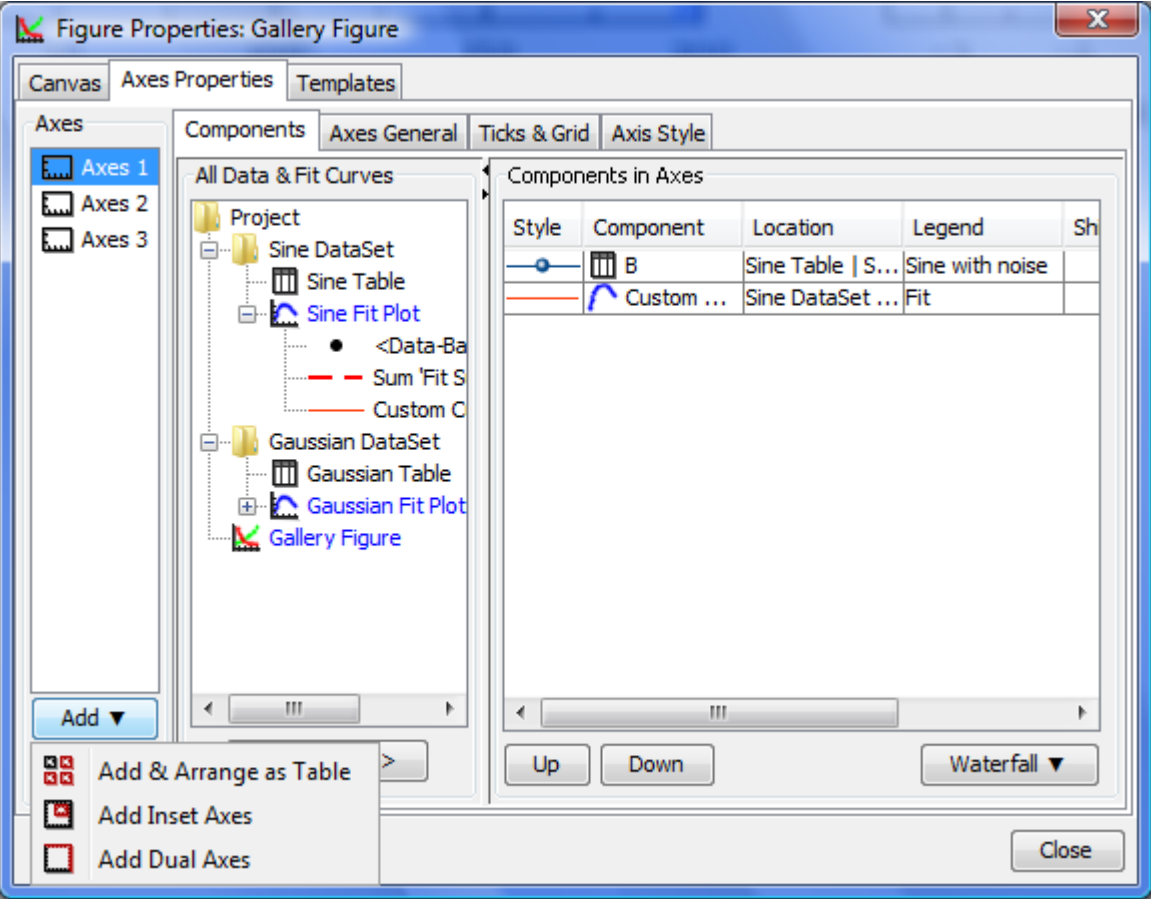 Figure Properties: Gallery Figure
Canvas Axes Properties Templates
Axes
Axes 1
Axes 2
Axes 3
Add ▼
Add & Arrange as Table
Add Inset Axes
Add Dual Axes
Components Axes General Ticks & Grid Axis Style
All Data & Fit Curves
Project
Sine DataSet
Sine Table
Sine Fit Plot
<Data-Ba
Sum 'Fit S
Custom C
Gaussian DataSet
Gaussian Table
Gaussian Fit Plot
Gallery Figure
>
Components in Axes
Style Component Location Legend Shi
B Sine Table | S... Sine with noise
Custom ... Sine DataSet ... Fit
Up Down Waterfall ▼
Close